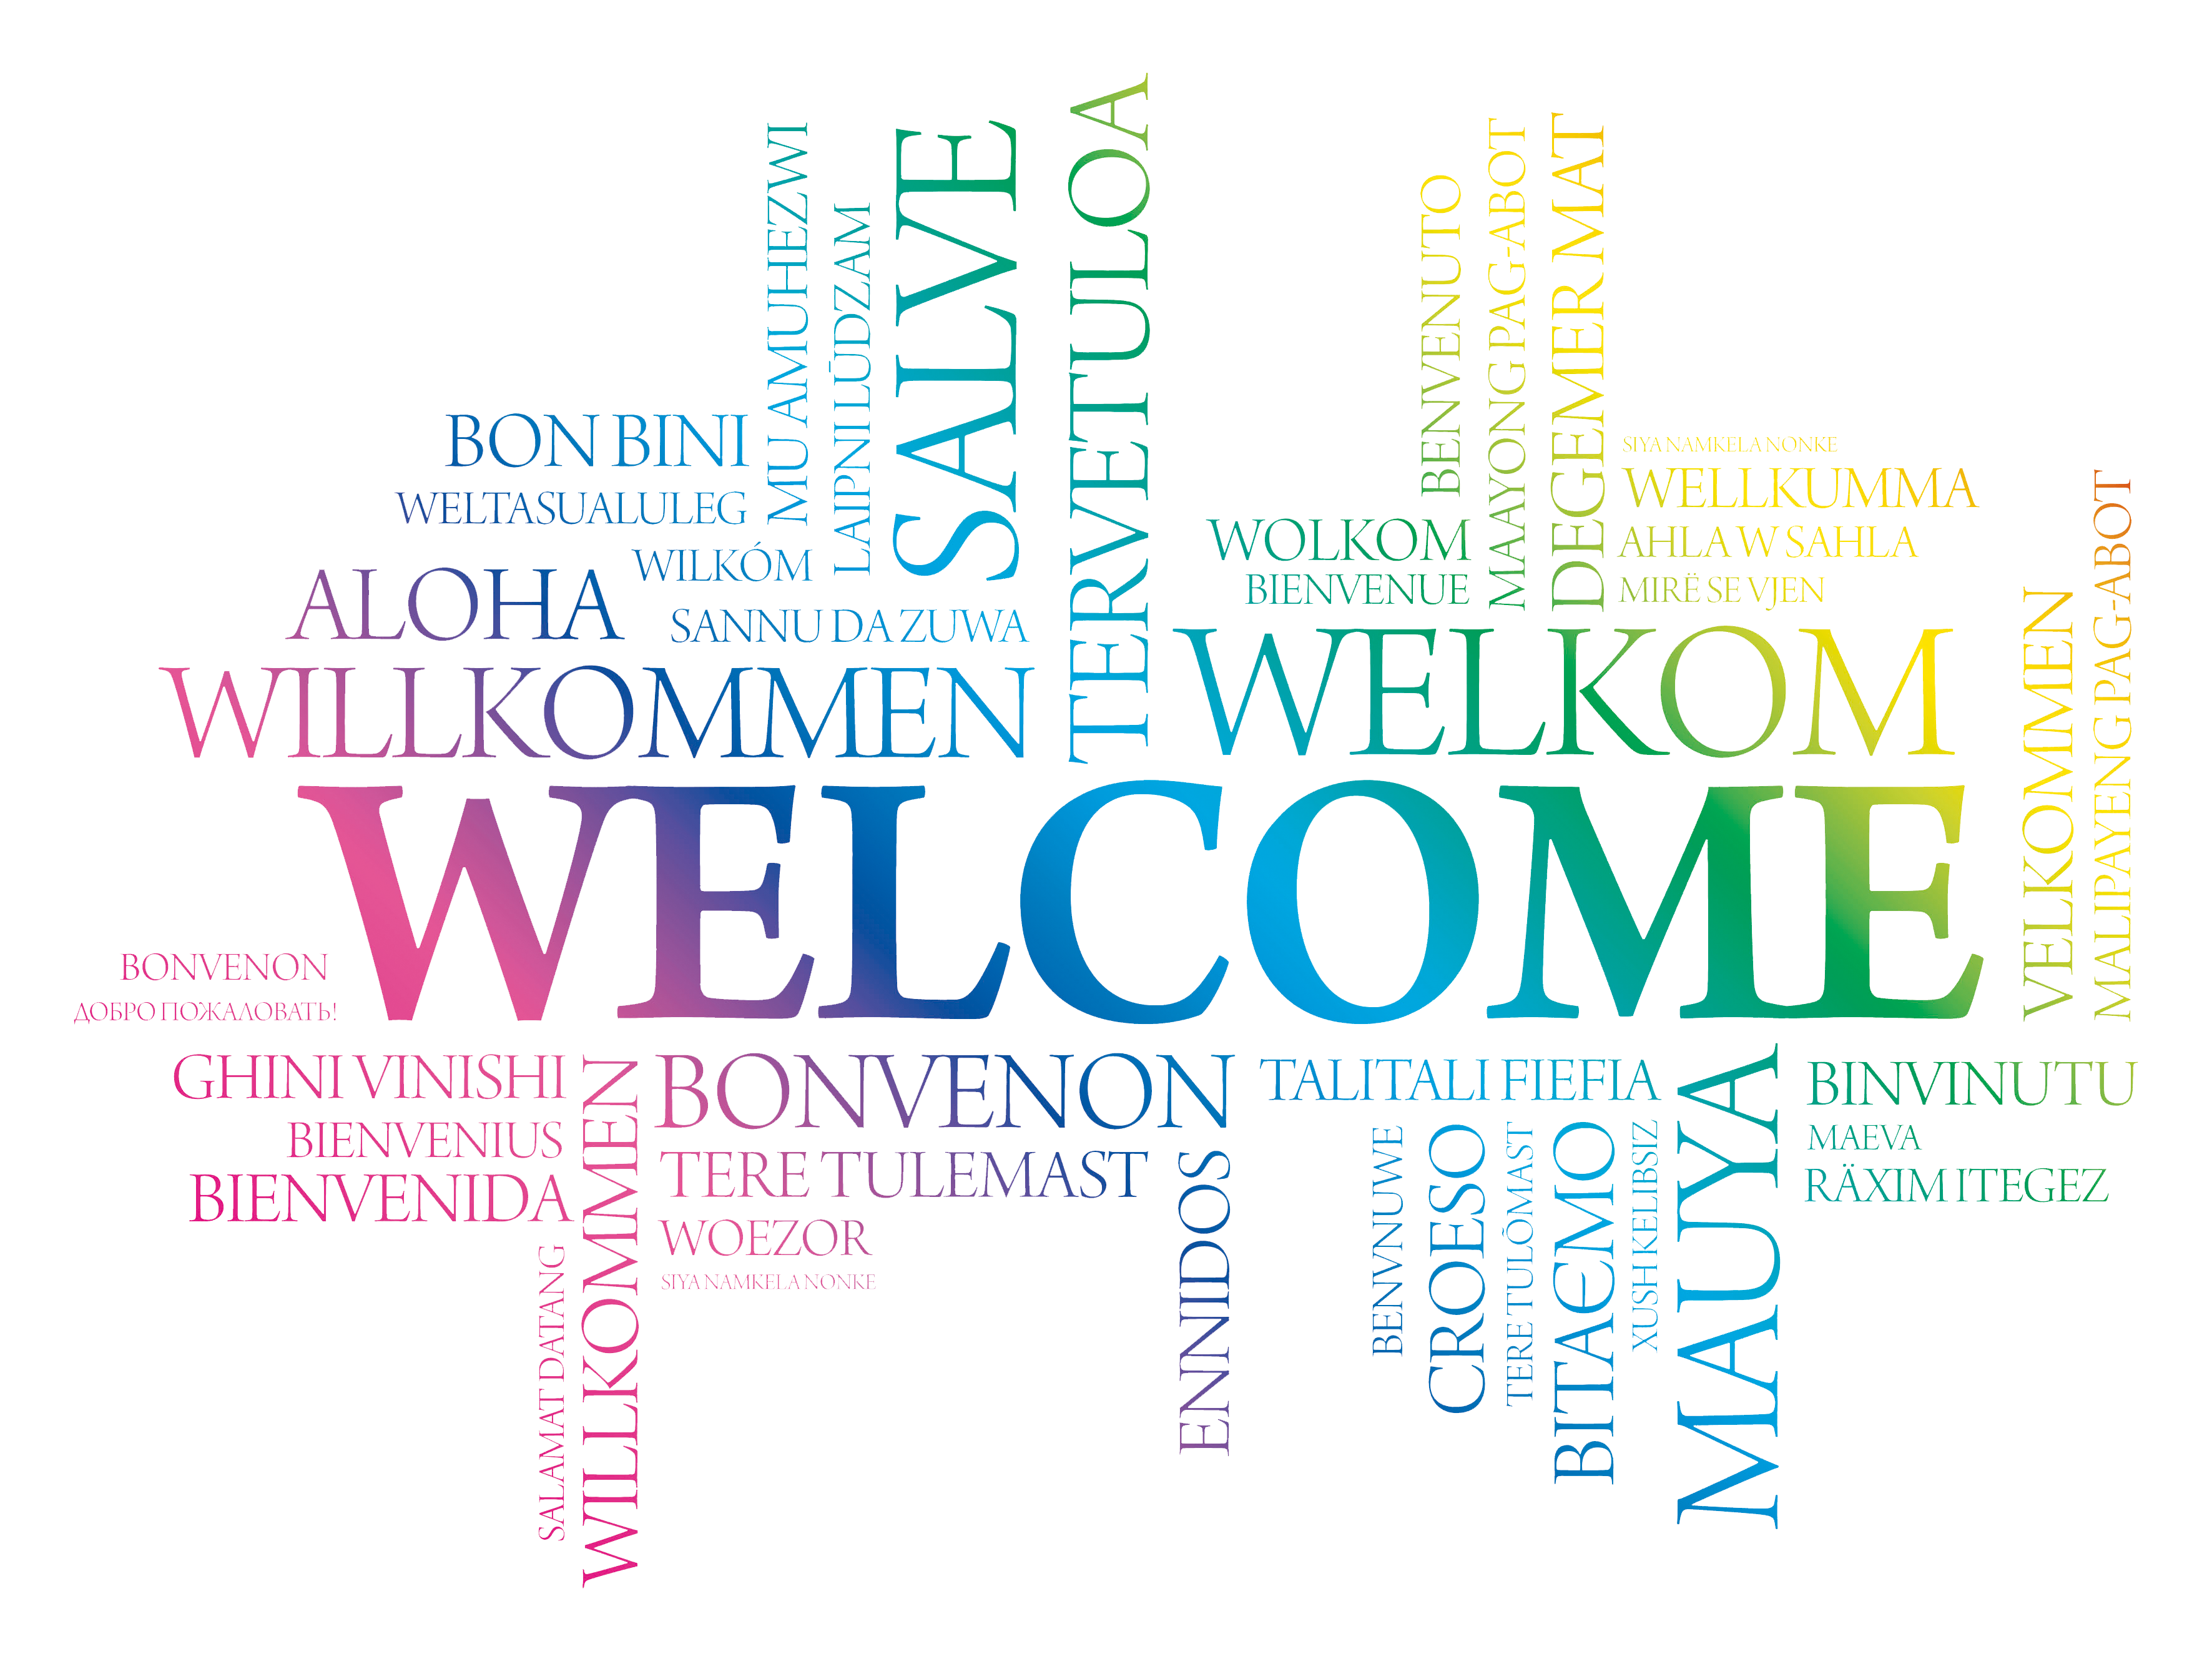 MUU AMUHEZWI
LAIPNI LŪDZAM
SALVE
TERVETULOA
BENVENUTO
MAAYONG PAG-ABOT
DEGEMER MAT
BON BINI
WELTASUALULEG
WILKÓM
ALOHA
SANNU DA ZUWA
WILLKOMMEN
WOLKOM
BIENVENUE
SIYA NAMKELA NONKE
WELLKUMMA
AHLA W SAHLA
MIRË SE VJEN
WELKOM
VELKOMMEN
MALIPAYENG PAG-ABOT
WELCOME
BONVENON
ДОБРО ПОЖАЛОВАТЬ!
GHINI VINISHI
BIENVENIUS
BIENVENIDA
SALAMAT DATANG
WILLKOMMEN
BONVENON
TERE TULEMAST
WOEZOR
SIYA NAMKELA NONKE
ENNIDOS
TALITALI FIEFIA
BENVNUWE
CROESO
TERE TULÕMAST
BITAEMO
XUSH KELIBSIZ
MAUYA
BINVINUTU
MAEVA
RÄXIM ITEGEZ